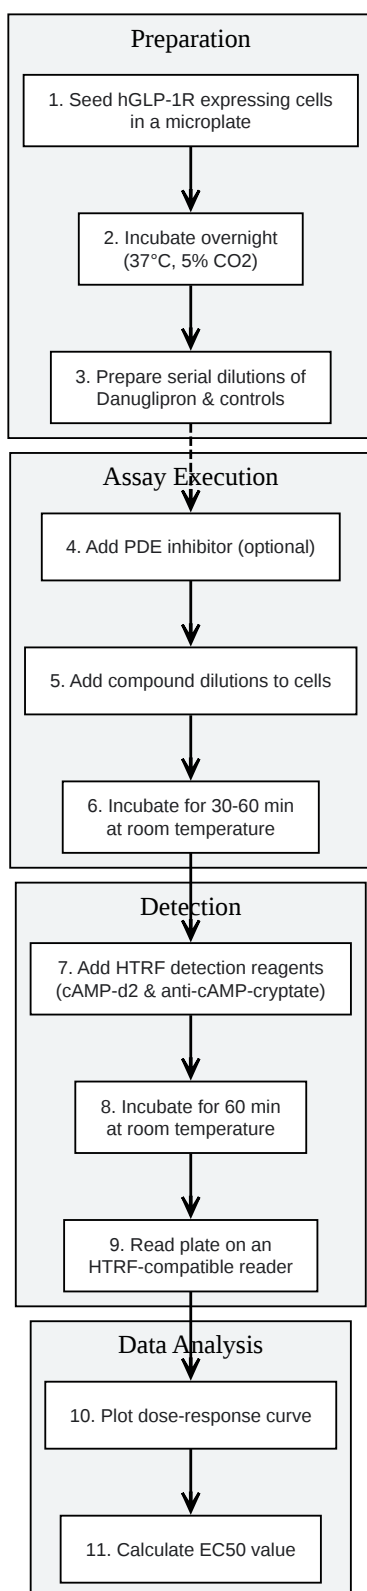 Preparation
1. Seed hGLP-1R expressing cells
in a microplate
2. Incubate overnight
(37°C, 5% CO2)
3. Prepare serial dilutions of
Danuglipron & controls
Assay Execution
4. Add PDE inhibitor (optional)
5. Add compound dilutions to cells
6. Incubate for 30-60 min
at room temperature
Detection
7. Add HTRF detection reagents
(cAMP-d2 & anti-cAMP-cryptate)
8. Incubate for 60 min
at room temperature
9. Read plate on an
HTRF-compatible reader
Data Analysis
10. Plot dose-response curve
11. Calculate EC50 value